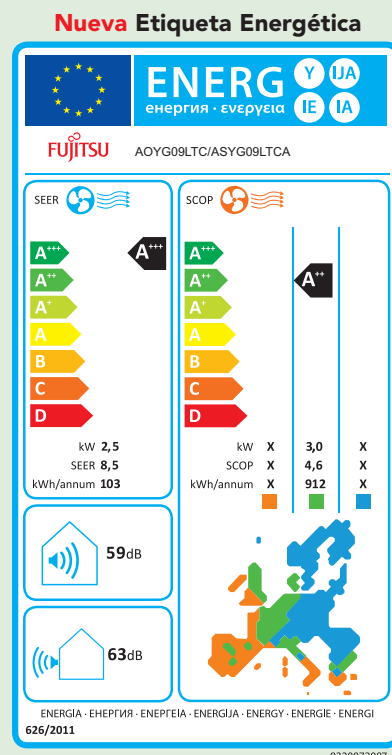 Nueva Etiqueta Energética
ENERG
енергия · ενεργεια
Y IJA
IE IA
FUJITSU
AOYG09LTC/ASYG09LTCA
SEER
A+++
A++
A+
A
B
C
D
A+++
kW 2,5
SEER 8,5
kWh/annum 103
SCOP
A+++
A++
A+
A
B
C
D
A++
kW X 3,0 X
SCOP X 4,6 X
kWh/annum X 912 X
59dB
63dB
ENERGIA · ЕНЕРГИЯ · ΕΝΕΡΓΕΙΑ · ENERGIJA · ENERGY · ENERGIE · ENERGI
626/2011